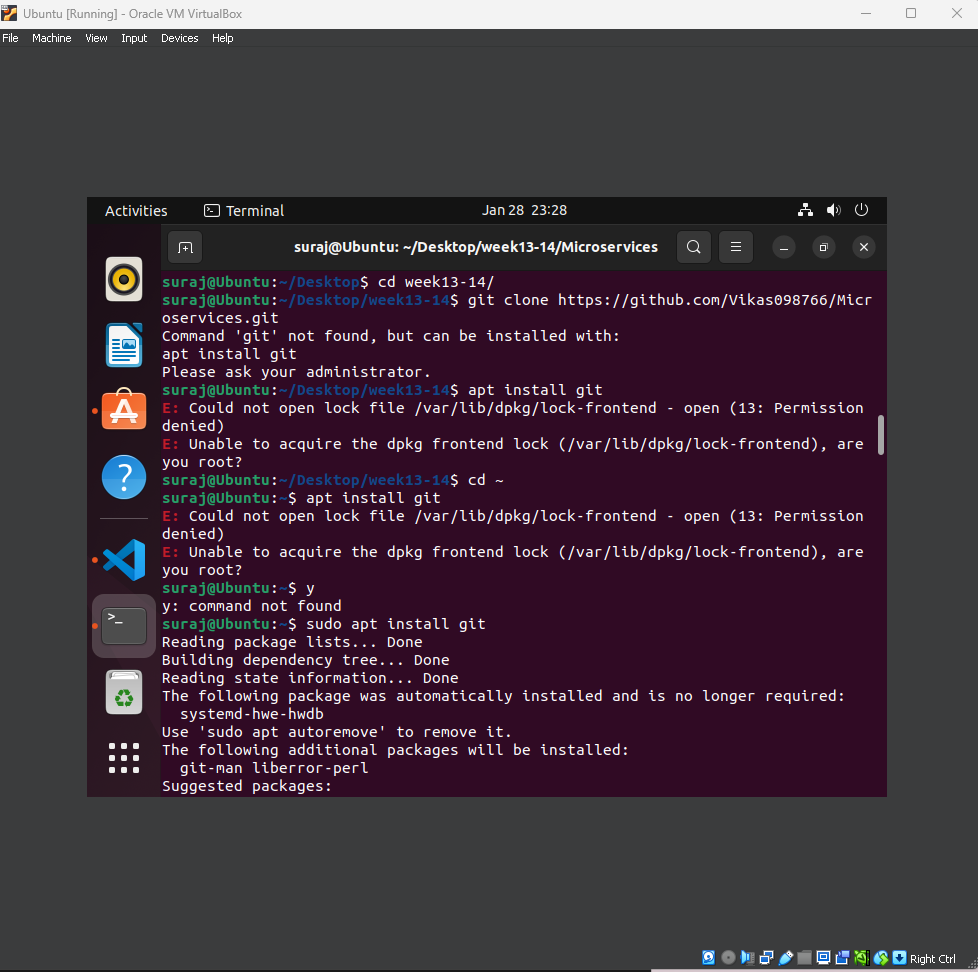 Ubuntu [Running] - Oracle VM VirtualBox
File Machine View Input Devices Help
Activities Terminal Jan 28 23:28
suraj@Ubuntu: ~/Desktop/week13-14/Microservices
suraj@Ubuntu:~/Desktop$ cd week13-14/
suraj@Ubuntu:~/Desktop/week13-14$ git clone https://github.com/Vikas098766/Micr
oservices.git
Command 'git' not found, but can be installed with:
apt install git
Please ask your administrator.
suraj@Ubuntu:~/Desktop/week13-14$ apt install git
E: Could not open lock file /var/lib/dpkg/lock-frontend - open (13: Permission
denied)
E: Unable to acquire the dpkg frontend lock (/var/lib/dpkg/lock-frontend), are
you root?
suraj@Ubuntu:~/Desktop/week13-14$ cd ~
suraj@Ubuntu:~$ apt install git
E: Could not open lock file /var/lib/dpkg/lock-frontend - open (13: Permission
denied)
E: Unable to acquire the dpkg frontend lock (/var/lib/dpkg/lock-frontend), are
you root?
suraj@Ubuntu:~$ y
y: command not found
suraj@Ubuntu:~$ sudo apt install git
Reading package lists... Done
Building dependency tree... Done
Reading state information... Done
The following package was automatically installed and is no longer required:
  systemd-hwe-hwdb
Use 'sudo apt autoremove' to remove it.
The following additional packages will be installed:
  git-man liberror-perl
Suggested packages:
Right Ctrl